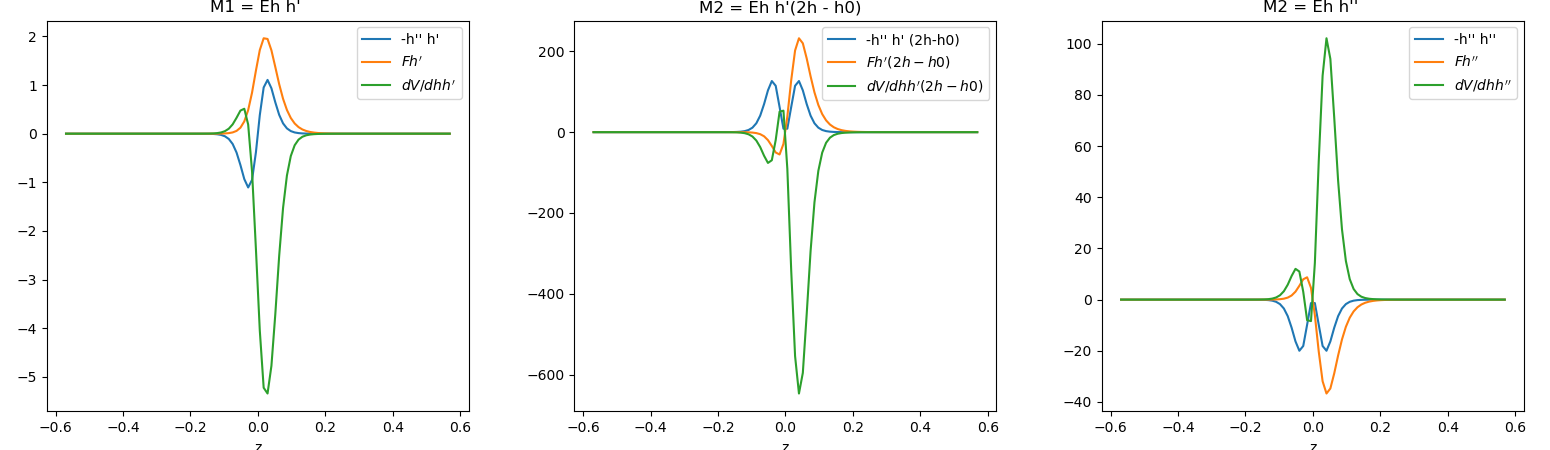 M1 = Eh h'
2
1
0
−1
−2
−3
−4
−5
-h'' h'
Fh′
dV/dhh′
−0.6 −0.4 −0.2 0.0 0.2 0.4 0.6
z
M2 = Eh h'(2h - h0)
200
0
−200
−400
−600
-h'' h' (2h-h0)
Fh′(2h − h0)
dV/dhh′(2h − h0)
−0.6 −0.4 −0.2 0.0 0.2 0.4 0.6
z
M2 = Eh h''
100
80
60
40
20
0
−20
−40
-h'' h''
Fh″
dV/dhh″
−0.6 −0.4 −0.2 0.0 0.2 0.4 0.6
z